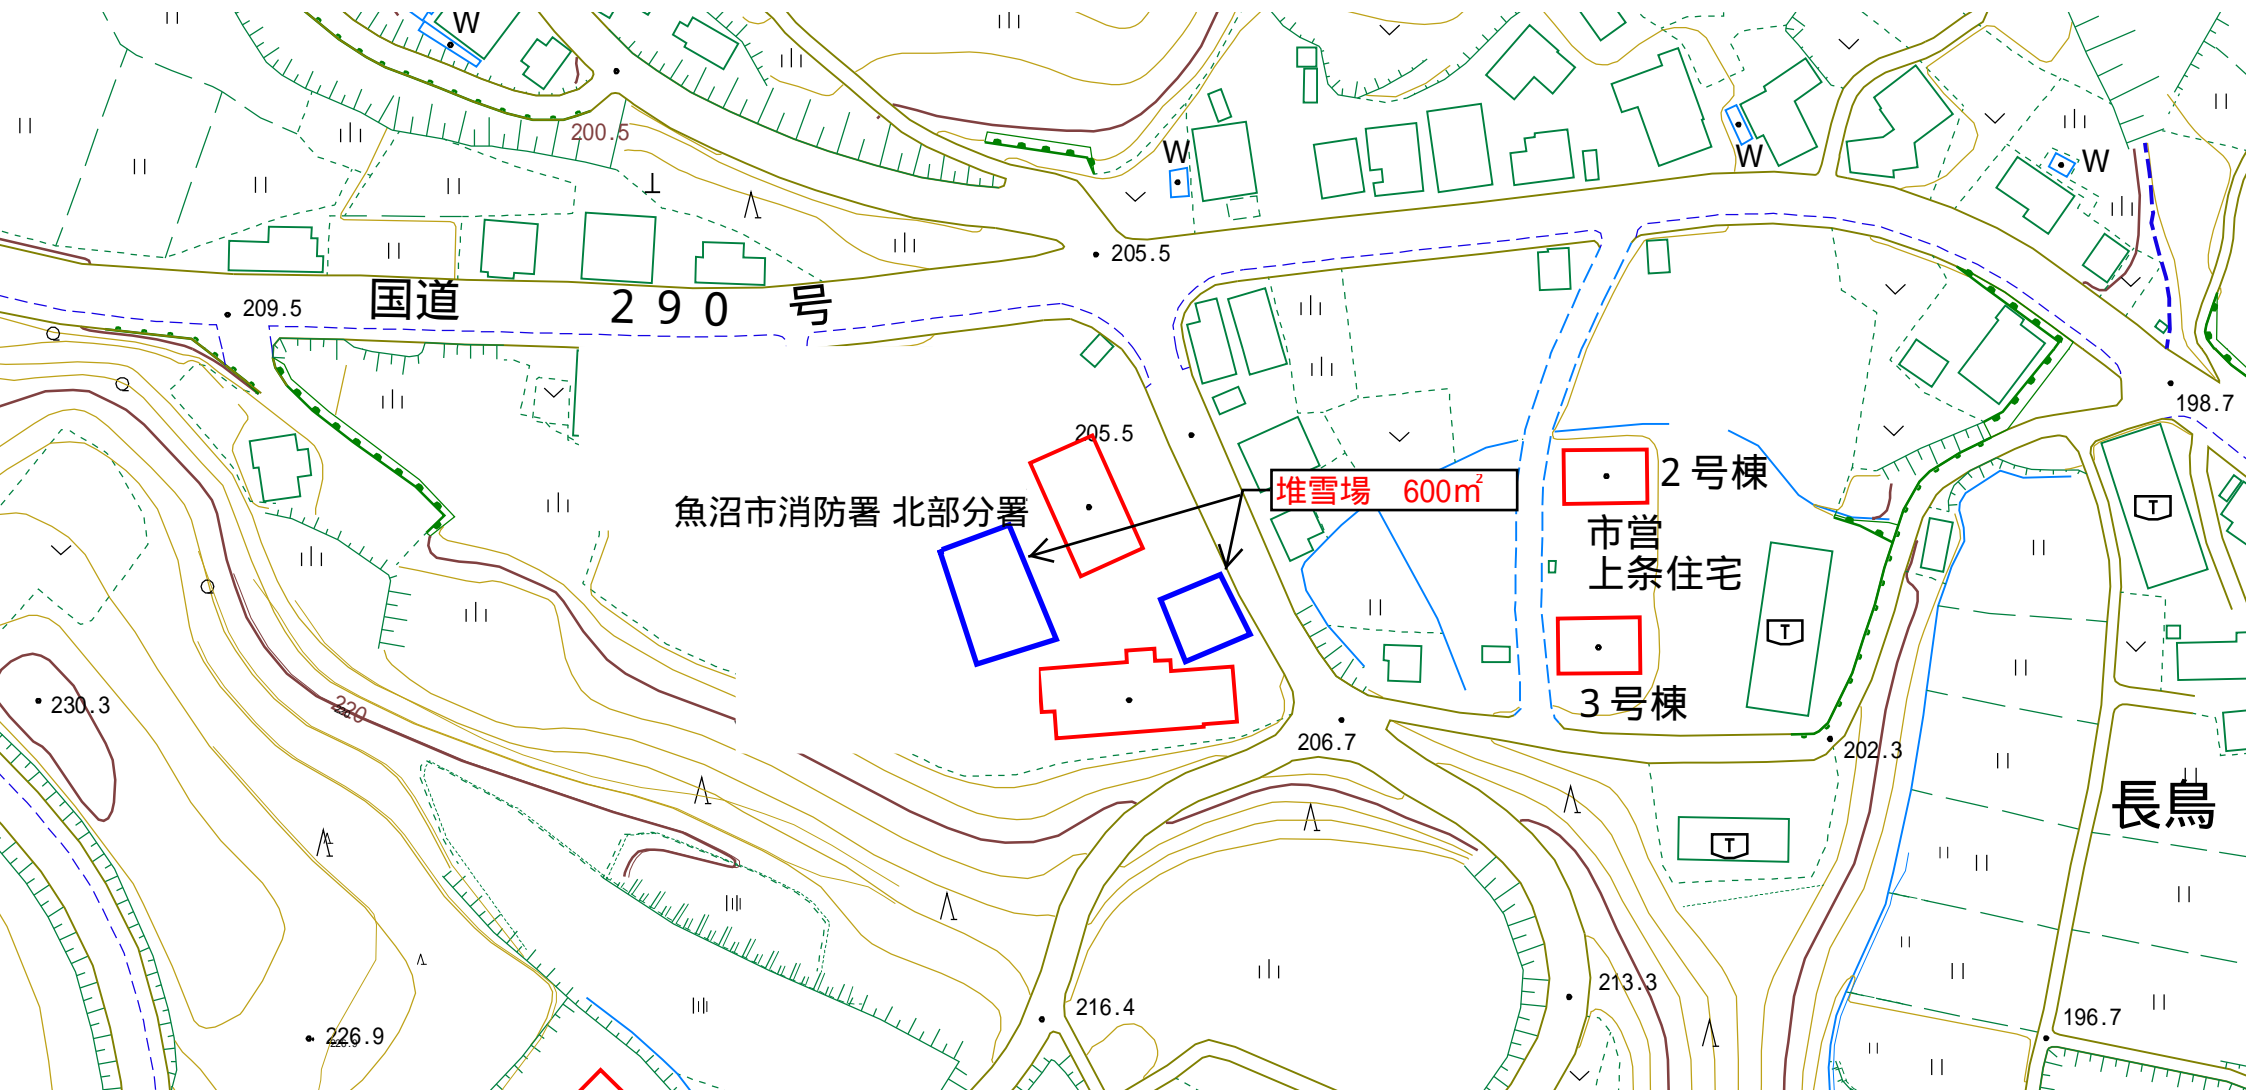 W
200.5
W
W
W
205.5
国道 290 号
209.5
198.7
205.5
２号棟
堆雪場 600㎡
魚沼市消防署 北部分署
市営
上条住宅
T
T
３号棟
230.3
220
206.7
202.3
長鳥
T
213.3
216.4
196.7
226.9